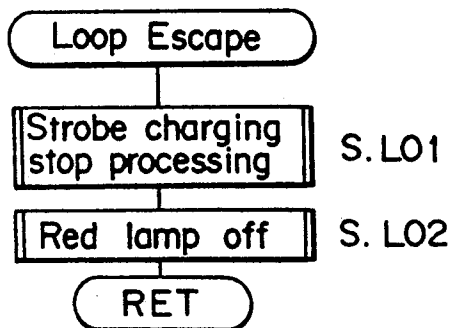 Loop Escape
Strobe charging
stop processing
S. L01
Red lamp off
S. L02
RET